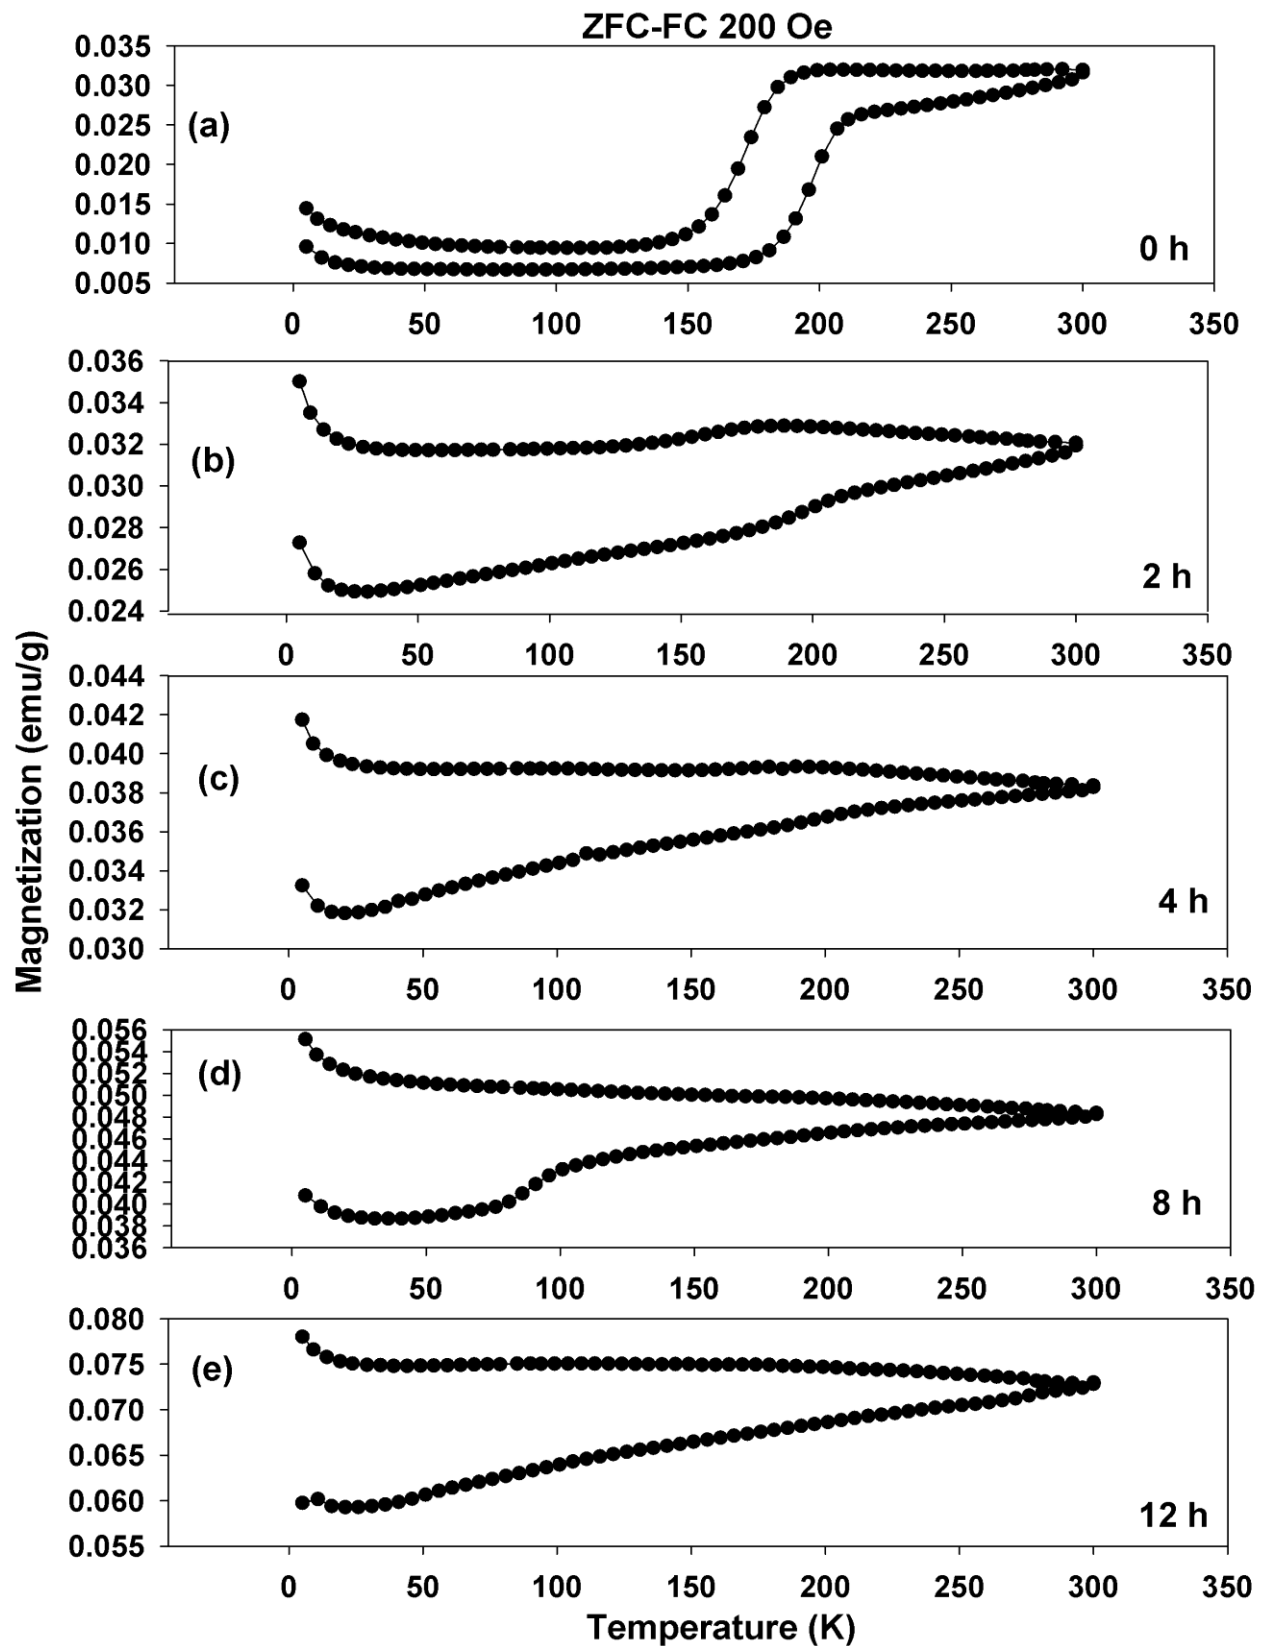 ZFC-FC 200 Oe
0.035
0.030
0.025
0.020
0.015
0.010
0.005
(a)
0 h
0 50 100 150 200 250 300 350
0.036
0.034
0.032
0.030
0.028
0.026
0.024
(b)
2 h
0 50 100 150 200 250 300 350
Magnetization (emu/g)
0.044
0.042
0.040
0.038
0.036
0.034
0.032
0.030
(c)
4 h
0 50 100 150 200 250 300 350
0.056
0.054
0.052
0.050
0.048
0.046
0.044
0.042
0.040
0.038
0.036
(d)
8 h
0 50 100 150 200 250 300 350
0.080
0.075
0.070
0.065
0.060
0.055
(e)
12 h
0 50 100 150 200 250 300 350
Temperature (K)